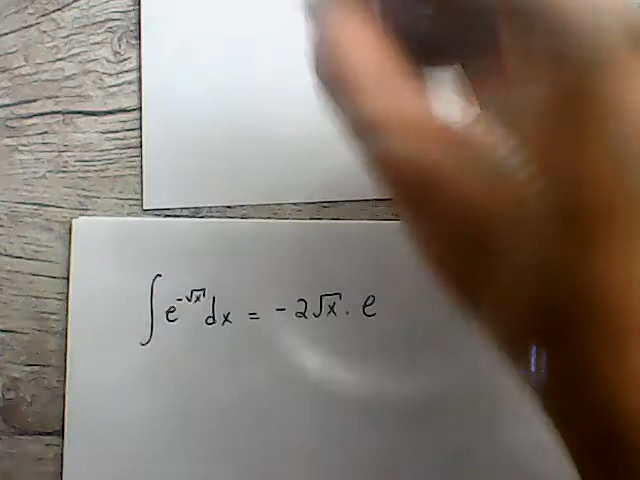 ∫e^{-√x} dx = -2√x · e